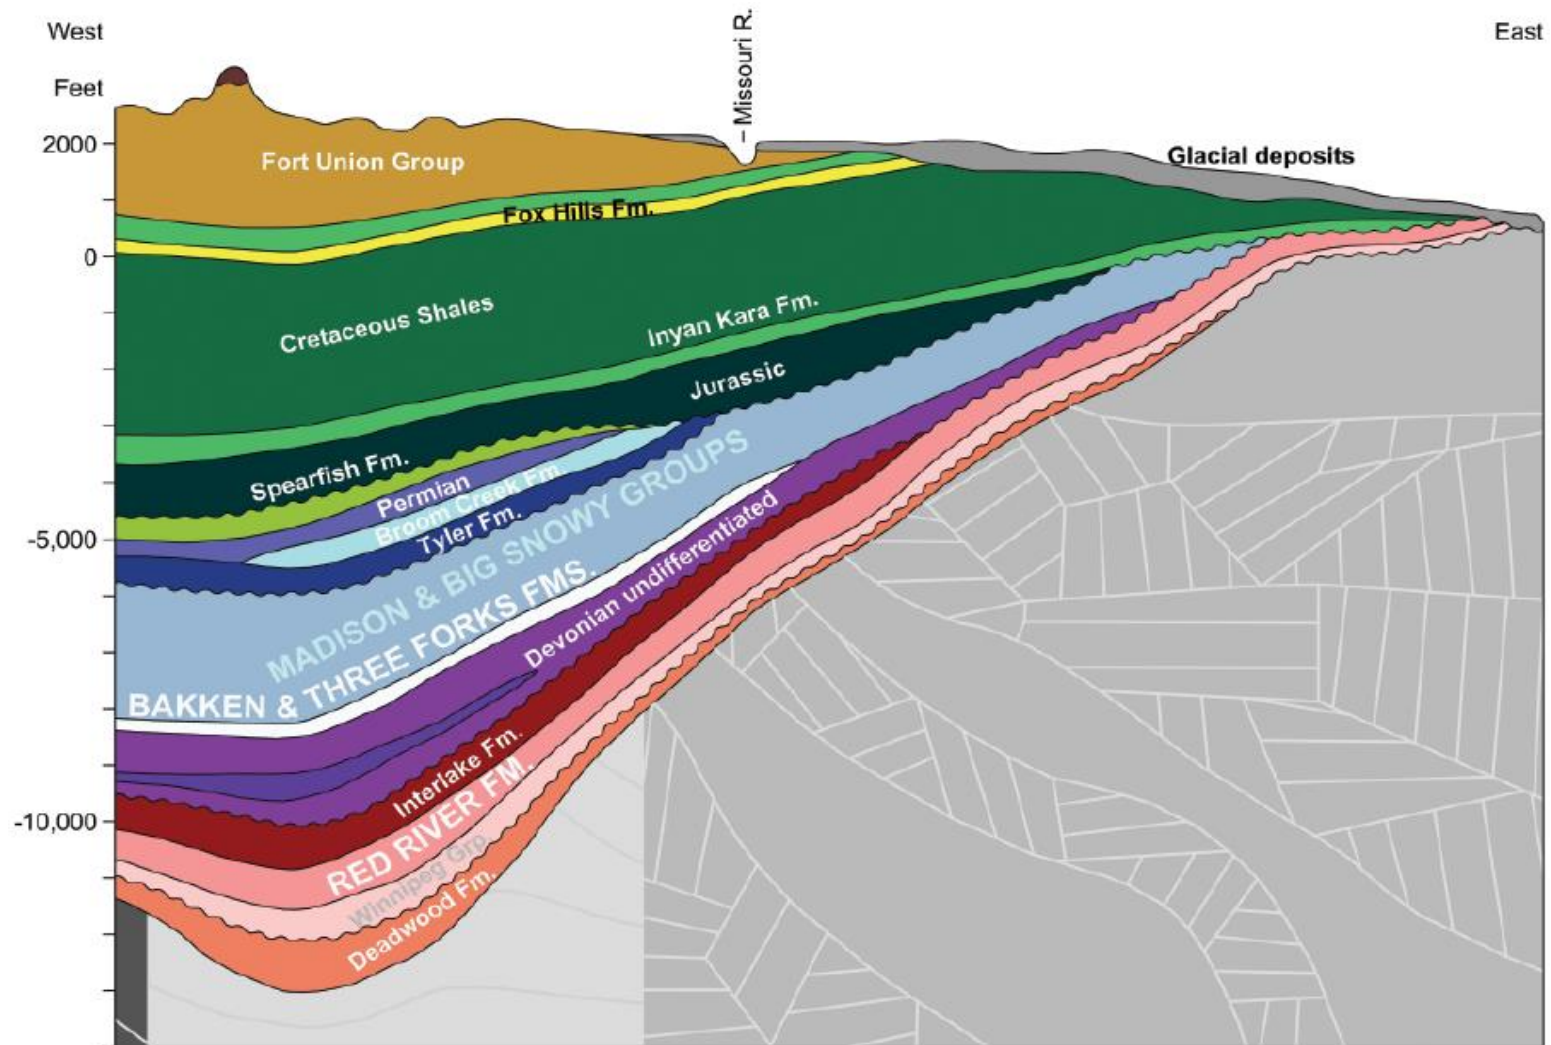 West
East
– Missouri R.
Feet
2000
Fort Union Group
Glacial deposits
Fox Hills Fm.
0
Cretaceous Shales
Inyan Kara Fm.
Jurassic
Spearfish Fm.
Permian
Broom Creek Fm.
Tyler Fm.
-5,000
MADISON & BIG SNOWY GROUPS
BAKKEN & THREE FORKS FMS.
Devonian undifferentiated
Interlake Fm.
-10,000
RED RIVER FM.
Winnipeg Grp.
Deadwood Fm.